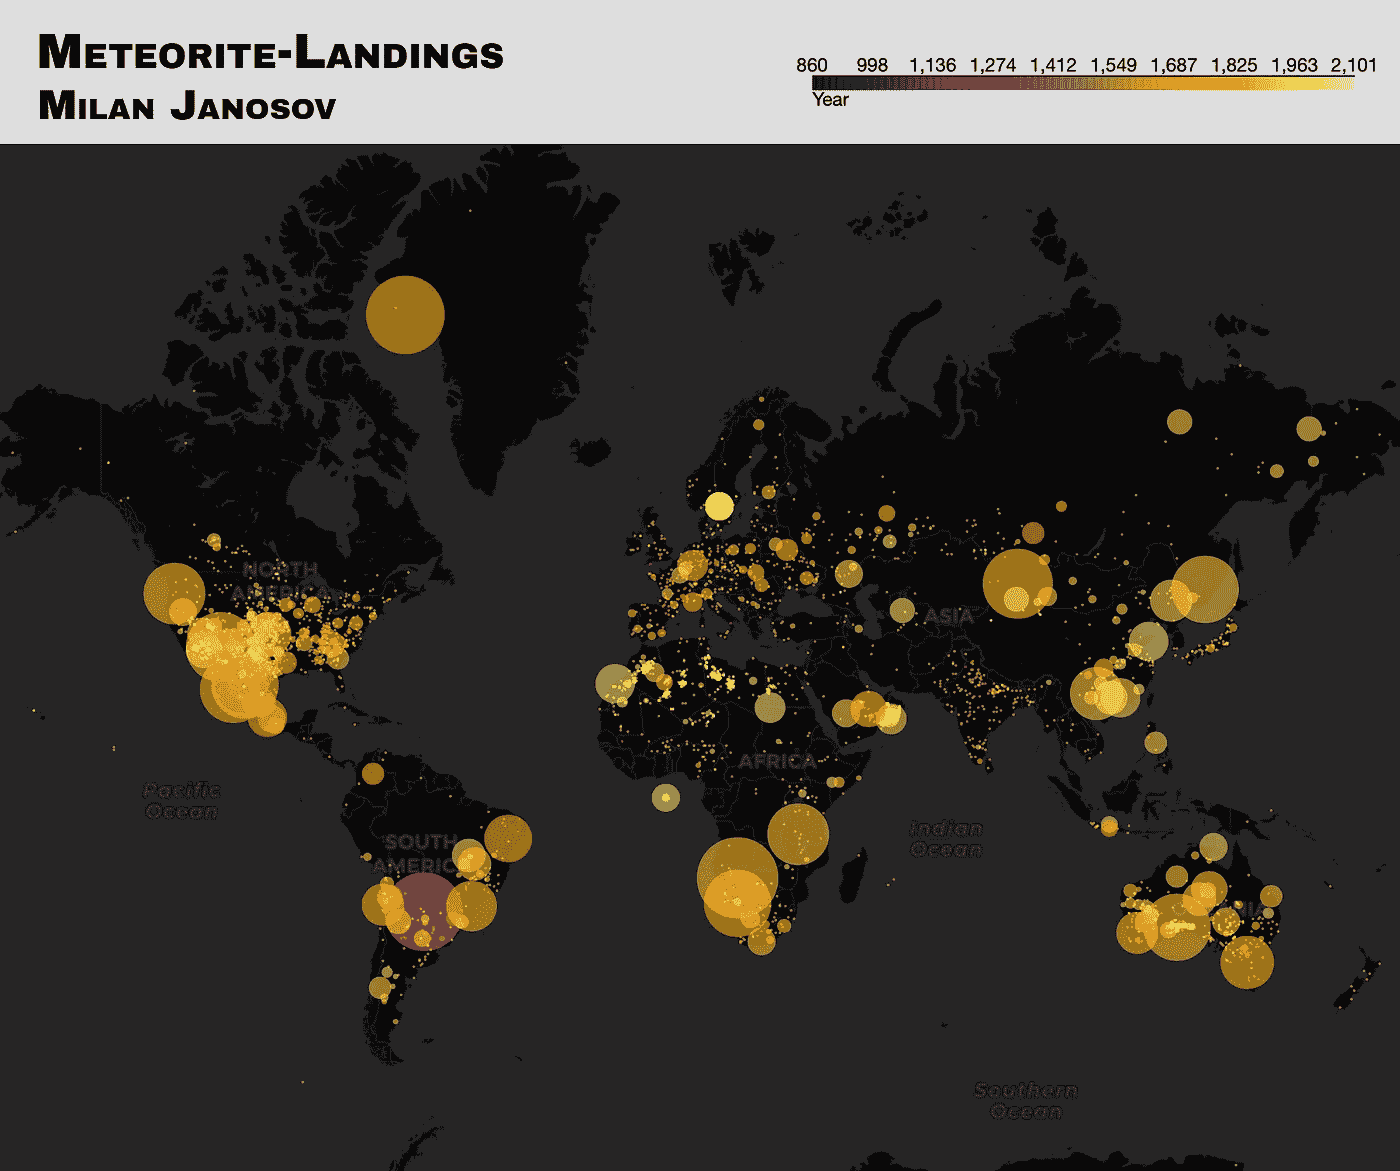 METEORITE-LANDINGS
MILAN JANOSOV
860 998 1,136 1,274 1,412 1,549 1,687 1,825 1,963 2,101
Year
NORTH
AMERICA
ASIA
AFRICA
Pacific
Ocean
Indian
Ocean
SOUTH
AMERICA
Southern
Ocean